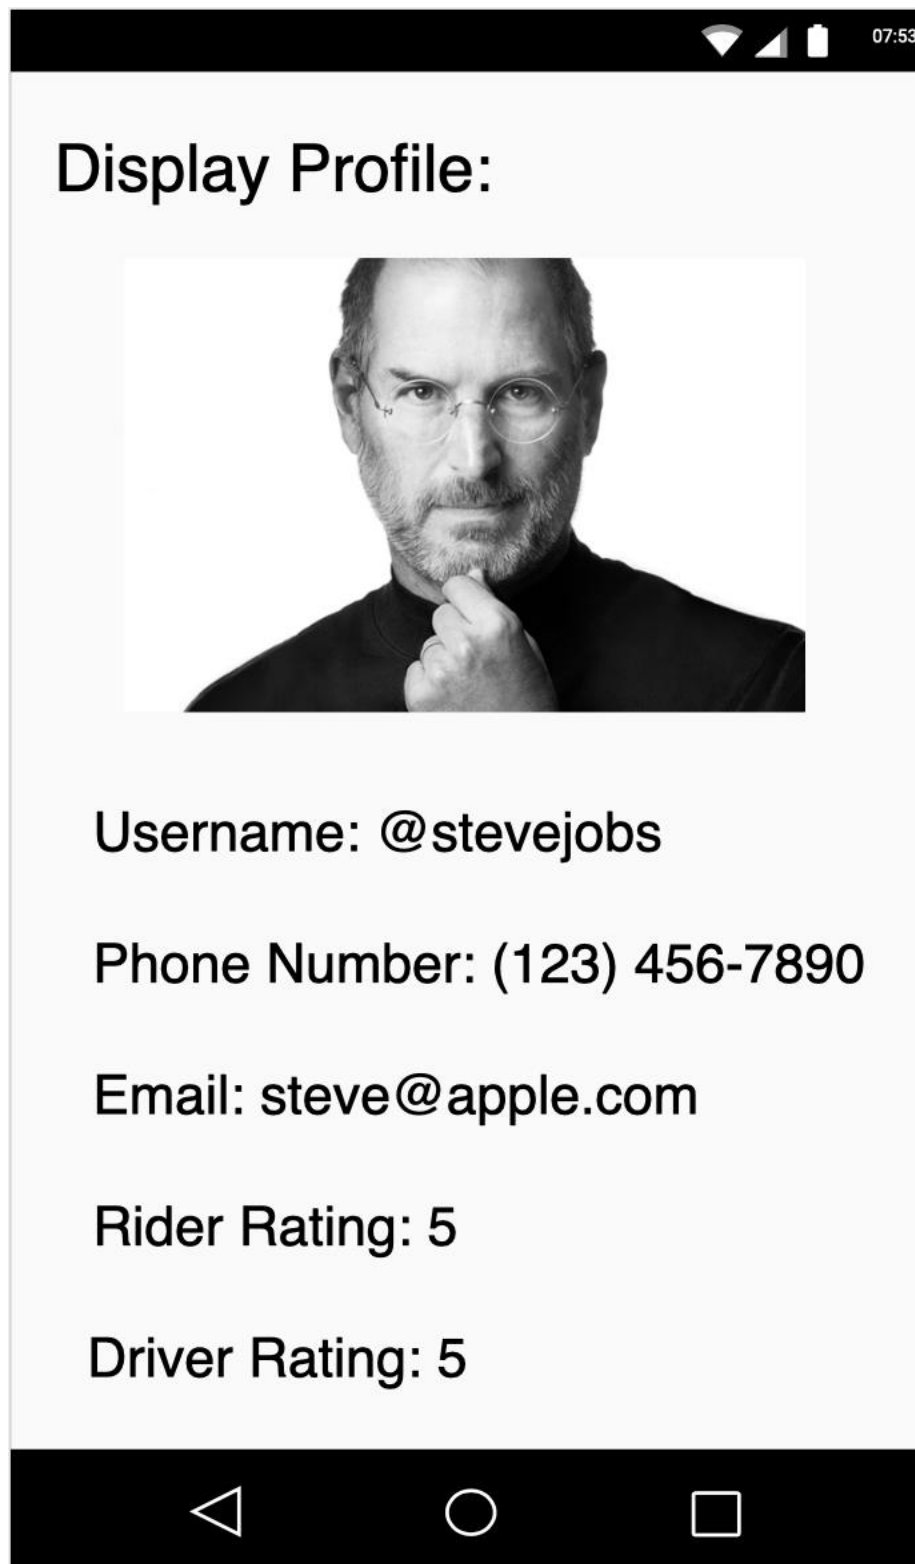 07:53
Display Profile:
Username: @stevejobs
Phone Number: (123) 456-7890
Email: steve@apple.com
Rider Rating: 5
Driver Rating: 5